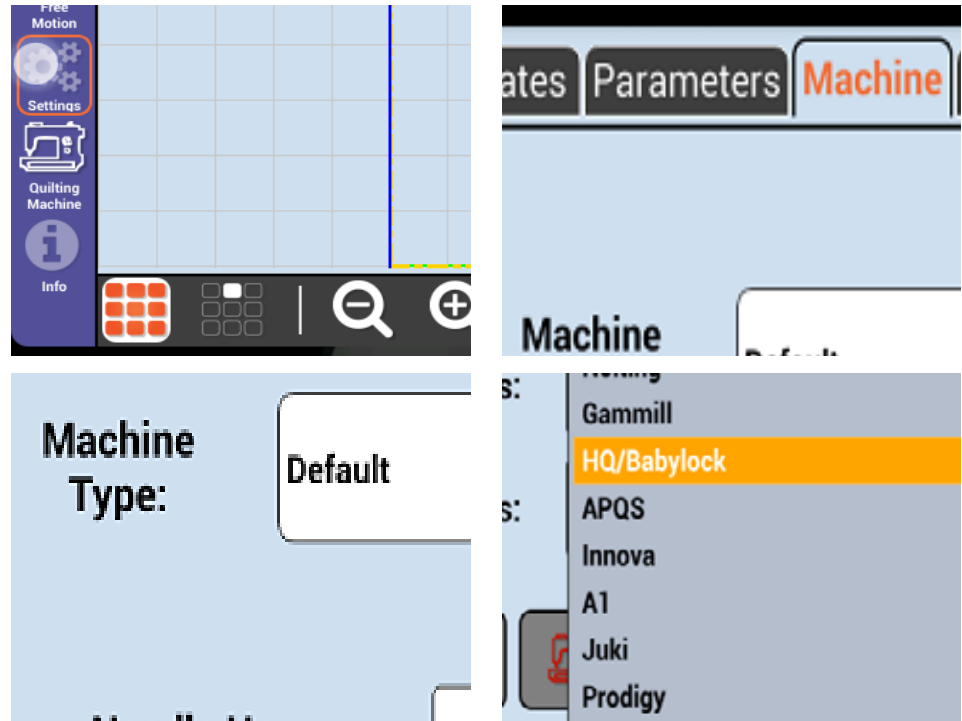 Free
Motion
Settings
Quilting
Machine
Info
ates Parameters Machine
Machine
Default
Machine
Type:
Default
s:
Gammill
HQ/Babylock
s:
APQS
Innova
A1
Juki
Prodigy